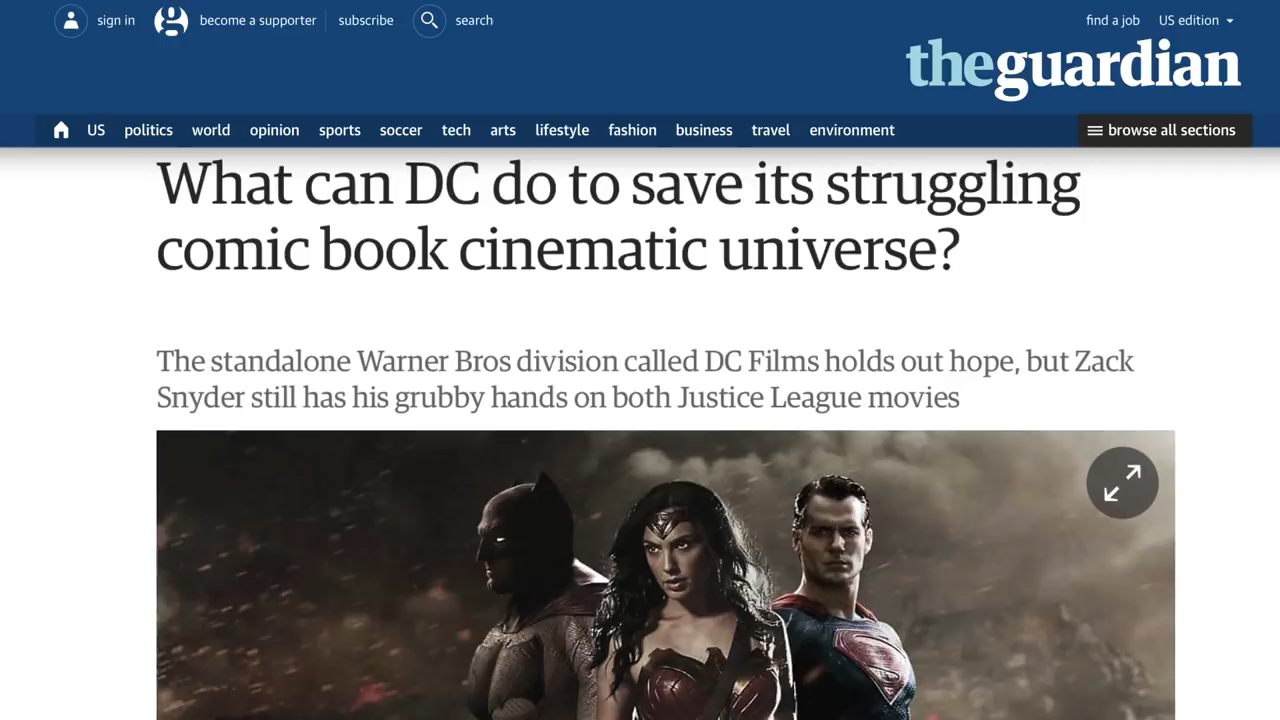 sign in become a supporter subscribe search find a job US edition
theguardian
US politics world opinion sports soccer tech arts lifestyle fashion business travel environment browse all sections
What can DC do to save its struggling
comic book cinematic universe?
The standalone Warner Bros division called DC Films holds out hope, but Zack
Snyder still has his grubby hands on both Justice League movies